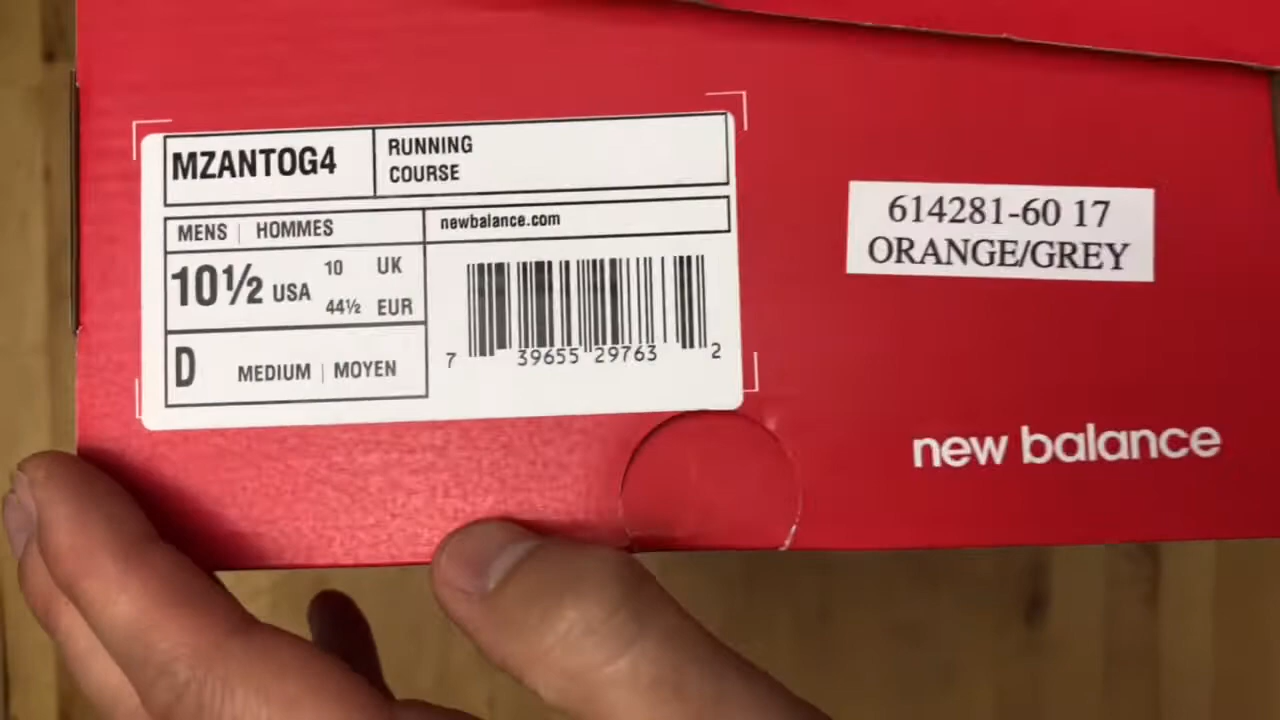 MZANTOG4
RUNNING
COURSE
MENS | HOMMES
newbalance.com
10½ USA
10 UK
44½ EUR
D MEDIUM | MOYEN
7 39655 29763 2
614281-60 17
ORANGE/GREY
new balance